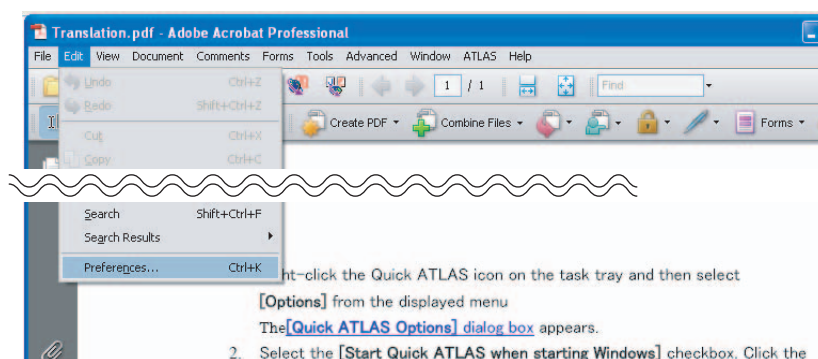 Translation.pdf - Adobe Acrobat Professional
File Edit View Document Comments Forms Tools Advanced Window ATLAS Help
Undo Ctrl+Z
1 / 1 Find
Redo Shift+Ctrl+Z
Create PDF Combine Files Forms
Cut Ctrl+X
Copy Ctrl+C
Search Shift+Ctrl+F
Search Results
Preferences... Ctrl+K
ht-click the Quick ATLAS icon on the task tray and then select
[Options] from the displayed menu
The[Quick ATLAS Options] dialog box appears.
2. Select the [Start Quick ATLAS when starting Windows] checkbox. Click the